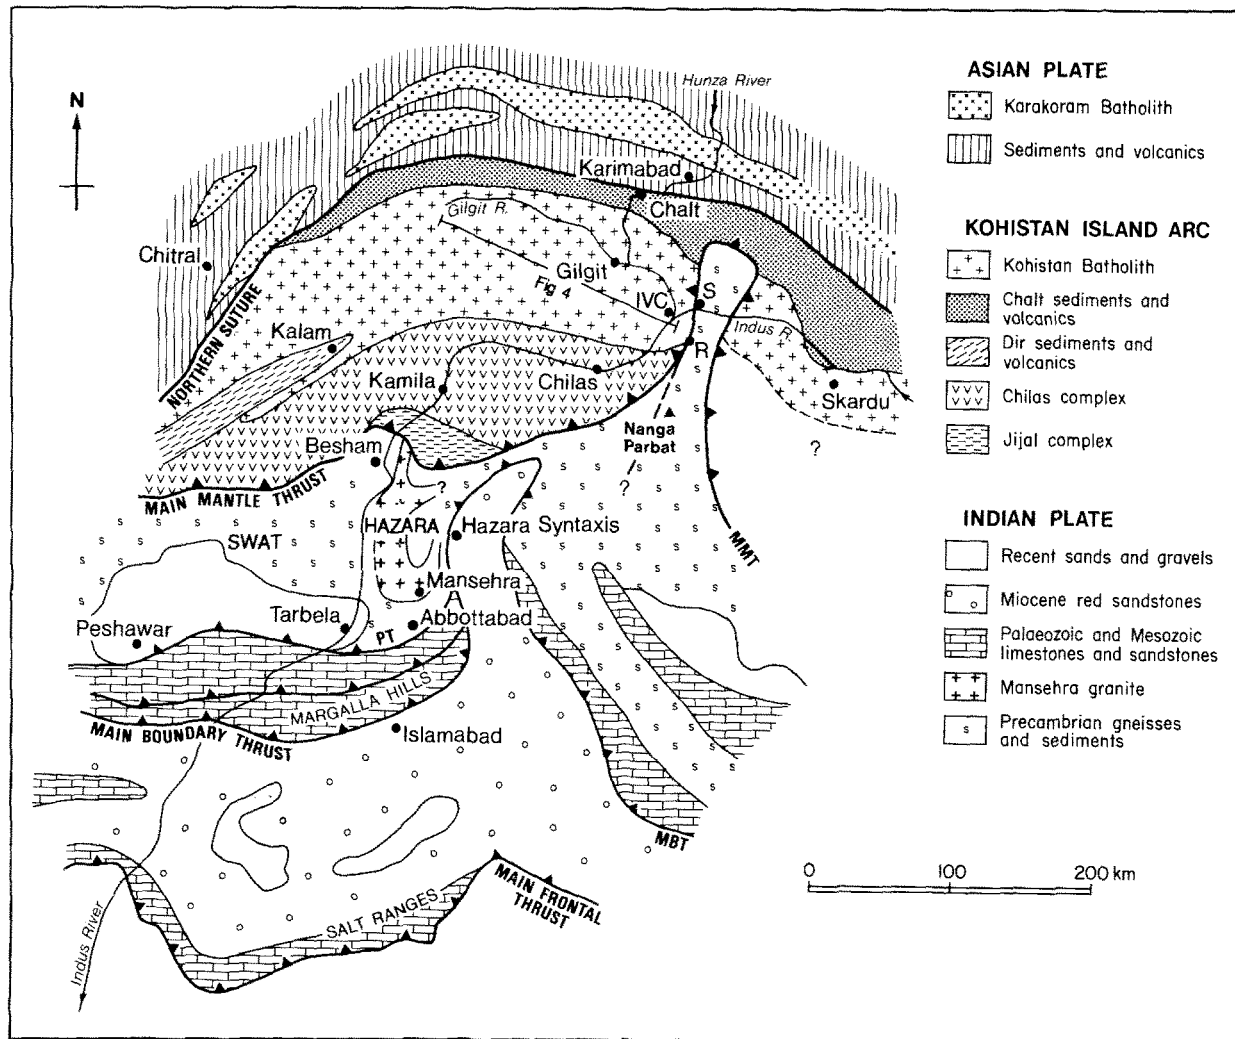 N
Hunza River
Karimabad
Chalt
Gilgit R.
Gilgit
Fig 4
IVC
S
Indus R.
R
Chitral
NORTHERN SUTURE
Kalam
Kamila
Chilas
Skardu
Nanga
Parbat
?
?
Besham
MAIN MANTLE THRUST
?
HAZARA
Hazara Syntaxis
MMT
SWAT
Mansehra
Tarbela
Abbottabad
PT
Peshawar
MARGALLA HILLS
MAIN BOUNDARY THRUST
Islamabad
MBT
MAIN FRONTAL
THRUST
SALT RANGES
Indus River
ASIAN PLATE
Karakoram Batholith
Sediments and volcanics
KOHISTAN ISLAND ARC
Kohistan Batholith
Chalt sediments and
volcanics
Dir sediments and
volcanics
Chilas complex
Jijal complex
INDIAN PLATE
Recent sands and gravels
Miocene red sandstones
Palaeozoic and Mesozoic
limestones and sandstones
Mansehra granite
s
Precambrian gneisses
and sediments
0 100 200 km